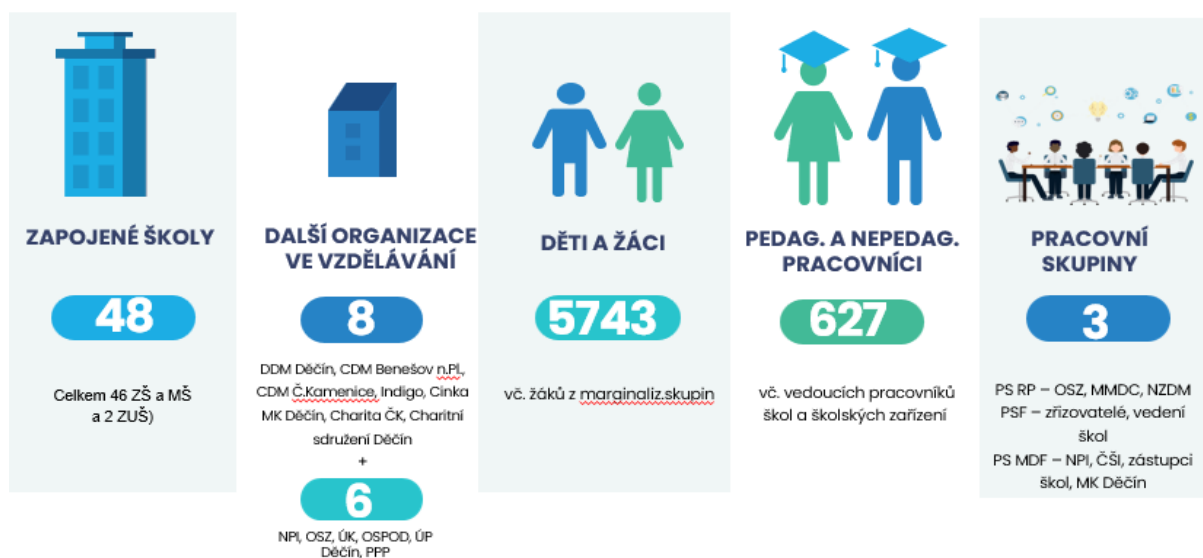 ZAPOJENÉ ŠKOLY
48
Celkem 46 ZŠ a MŠ
a 2 ZUŠ)
DALŠÍ ORGANIZACE
VE VZDĚLÁVÁNÍ
8
DDM Děčín, CDM Benešov n.Pl.,
CDM Č.Kamenice, Indigo, Cinka
MK Děčín, Charita ČK, Charitní
sdružení Děčín
+
6
NPI, OSZ, ÚK, OSPOD, ÚP
Děčín, PPP
DĚTI A ŽÁCI
5743
vč. žáků z marginaliz.skupin
PEDAG. A NEPEDAG.
PRACOVNÍCI
627
vč. vedoucích pracovníků
škol a školských zařízení
PRACOVNÍ
SKUPINY
3
PS RP – OSZ, MMDC, NZDM
PSF – zřizovatelé, vedení
škol
PS MDF – NPI, ČŠI, zástupci
škol, MK Děčín